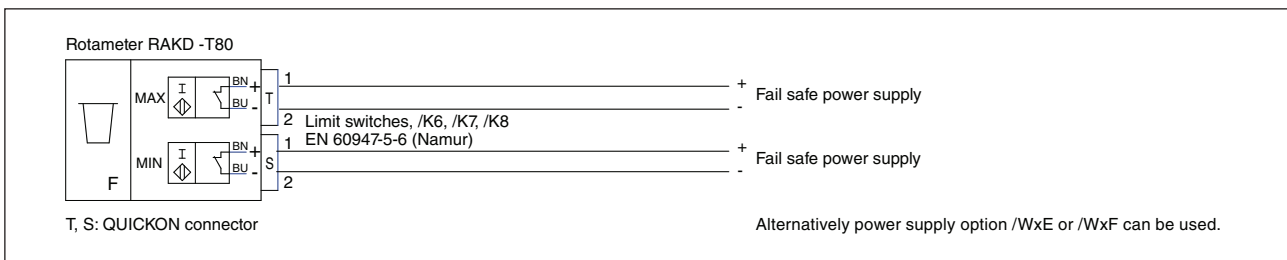 Rotameter RAKD -T80
MAX
I
BN +
BU -
T
1
2
+
-
Fail safe power supply
Limit switches, /K6, /K7, /K8
EN 60947-5-6 (Namur)
MIN
I
BN +
BU -
S
1
2
+
-
Fail safe power supply
F
T, S: QUICKON connector
Alternatively power supply option /WxE or /WxF can be used.